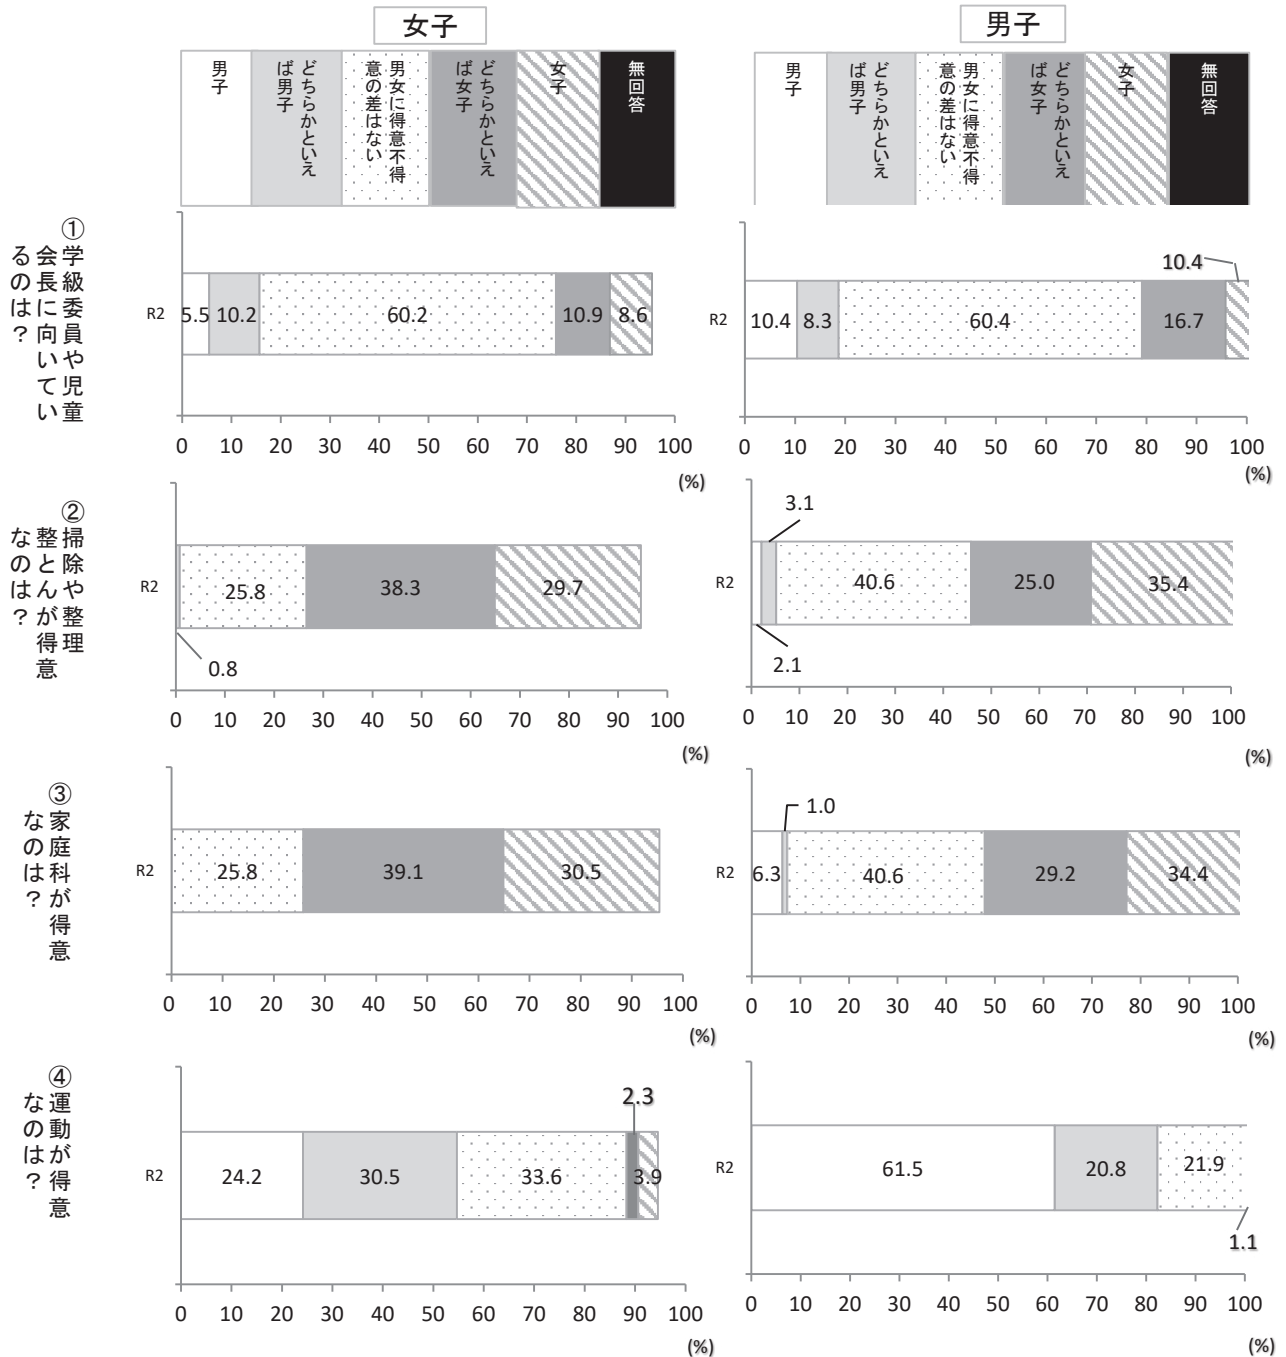 女子
男子
男子
どちらかといえ
ば男子
男女に得意不得
意の差はない
どちらかといえ
ば女子
女子
無回答
男子
どちらかといえ
ば男子
男女に得意不得
意の差はない
どちらかといえ
ば女子
女子
無回答
①学級委員や児童
会長に向いてい
るのは？
R2
5.5 10.2 60.2 10.9 8.6
0 10 20 30 40 50 60 70 80 90 100
(%)
10.4
R2
10.4 8.3 60.4 16.7
0 10 20 30 40 50 60 70 80 90 100
(%)
②掃除や整理
整とんが得意
なのは？
R2
25.8 38.3 29.7
0.8
0 10 20 30 40 50 60 70 80 90 100
(%)
3.1
R2
40.6 25.0 35.4
2.1
0 10 20 30 40 50 60 70 80 90 100
(%)
③家庭科が得意
なのは？
R2
25.8 39.1 30.5
0 10 20 30 40 50 60 70 80 90 100
(%)
1.0
R2
6.3 40.6 29.2 34.4
0 10 20 30 40 50 60 70 80 90 100
(%)
④運動が得意
なのは？
2.3
R2
24.2 30.5 33.6 3.9
0 10 20 30 40 50 60 70 80 90 100
(%)
R2
61.5 20.8 21.9
1.1
0 10 20 30 40 50 60 70 80 90 100
(%)